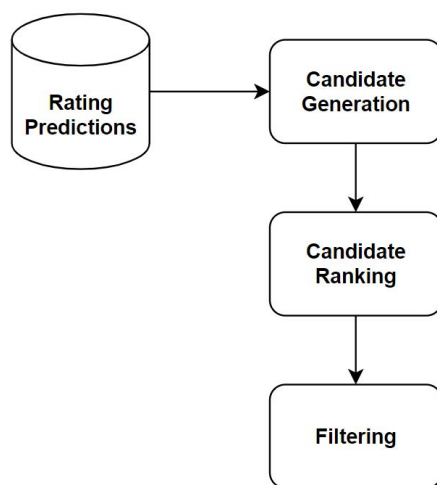 Rating
Predictions
Candidate
Generation
Candidate
Ranking
Filtering